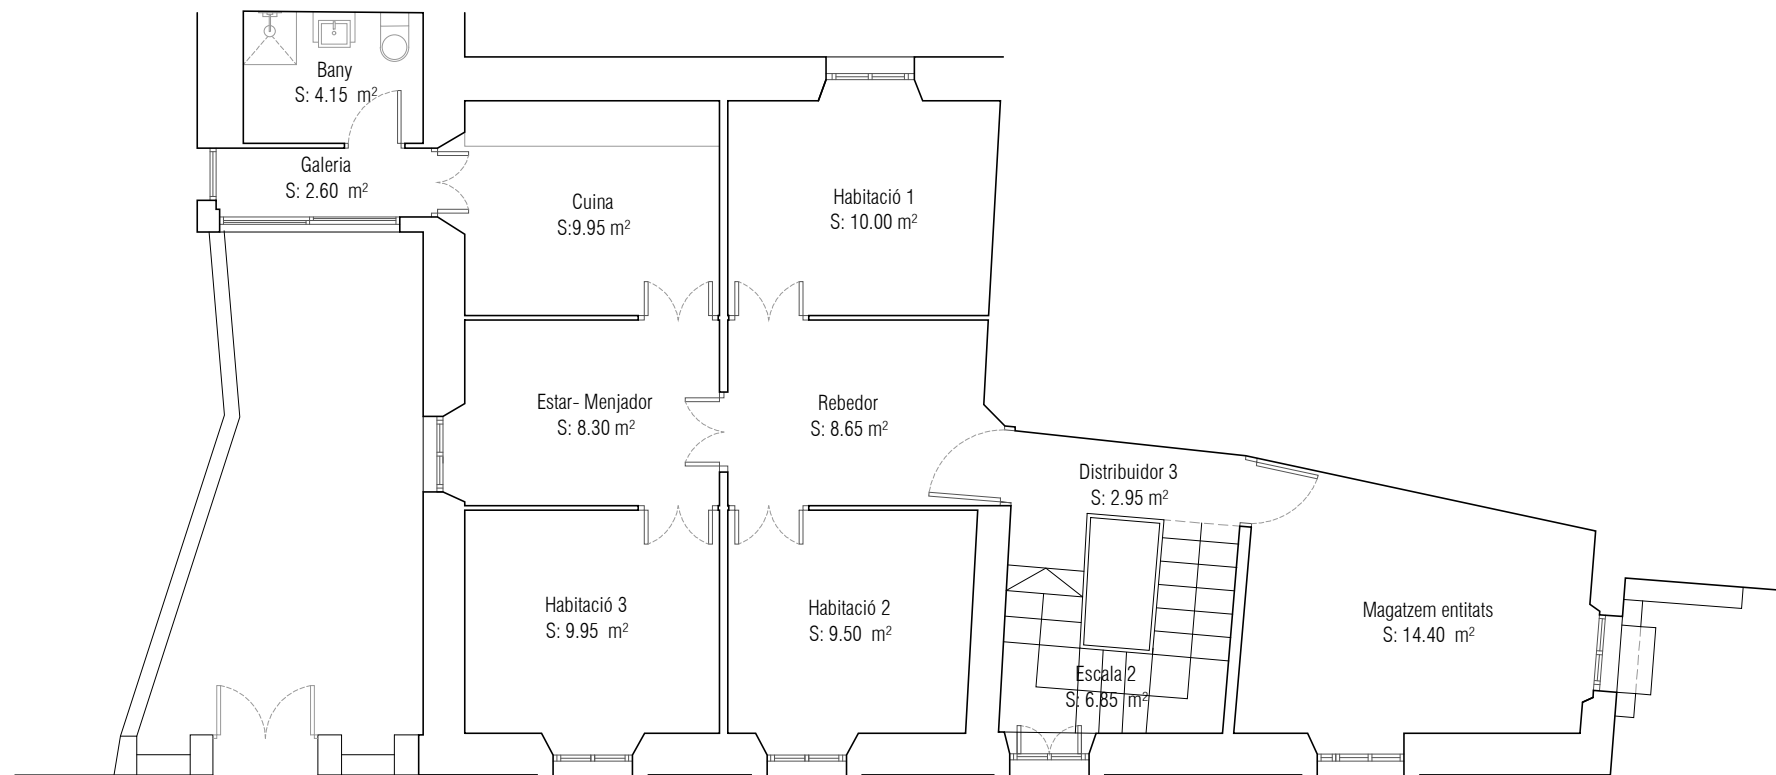 Bany
S: 4.15 m²
Galeria
S: 2.60 m²
Cuina
S:9.95 m²
Habitació 1
S: 10.00 m²
Estar- Menjador
S: 8.30 m²
Rebedor
S: 8.65 m²
Distribuidor 3
S: 2.95 m²
Habitació 3
S: 9.95 m²
Habitació 2
S: 9.50 m²
Escala 2
S: 6.85 m²
Magatzem entitats
S: 14.40 m²